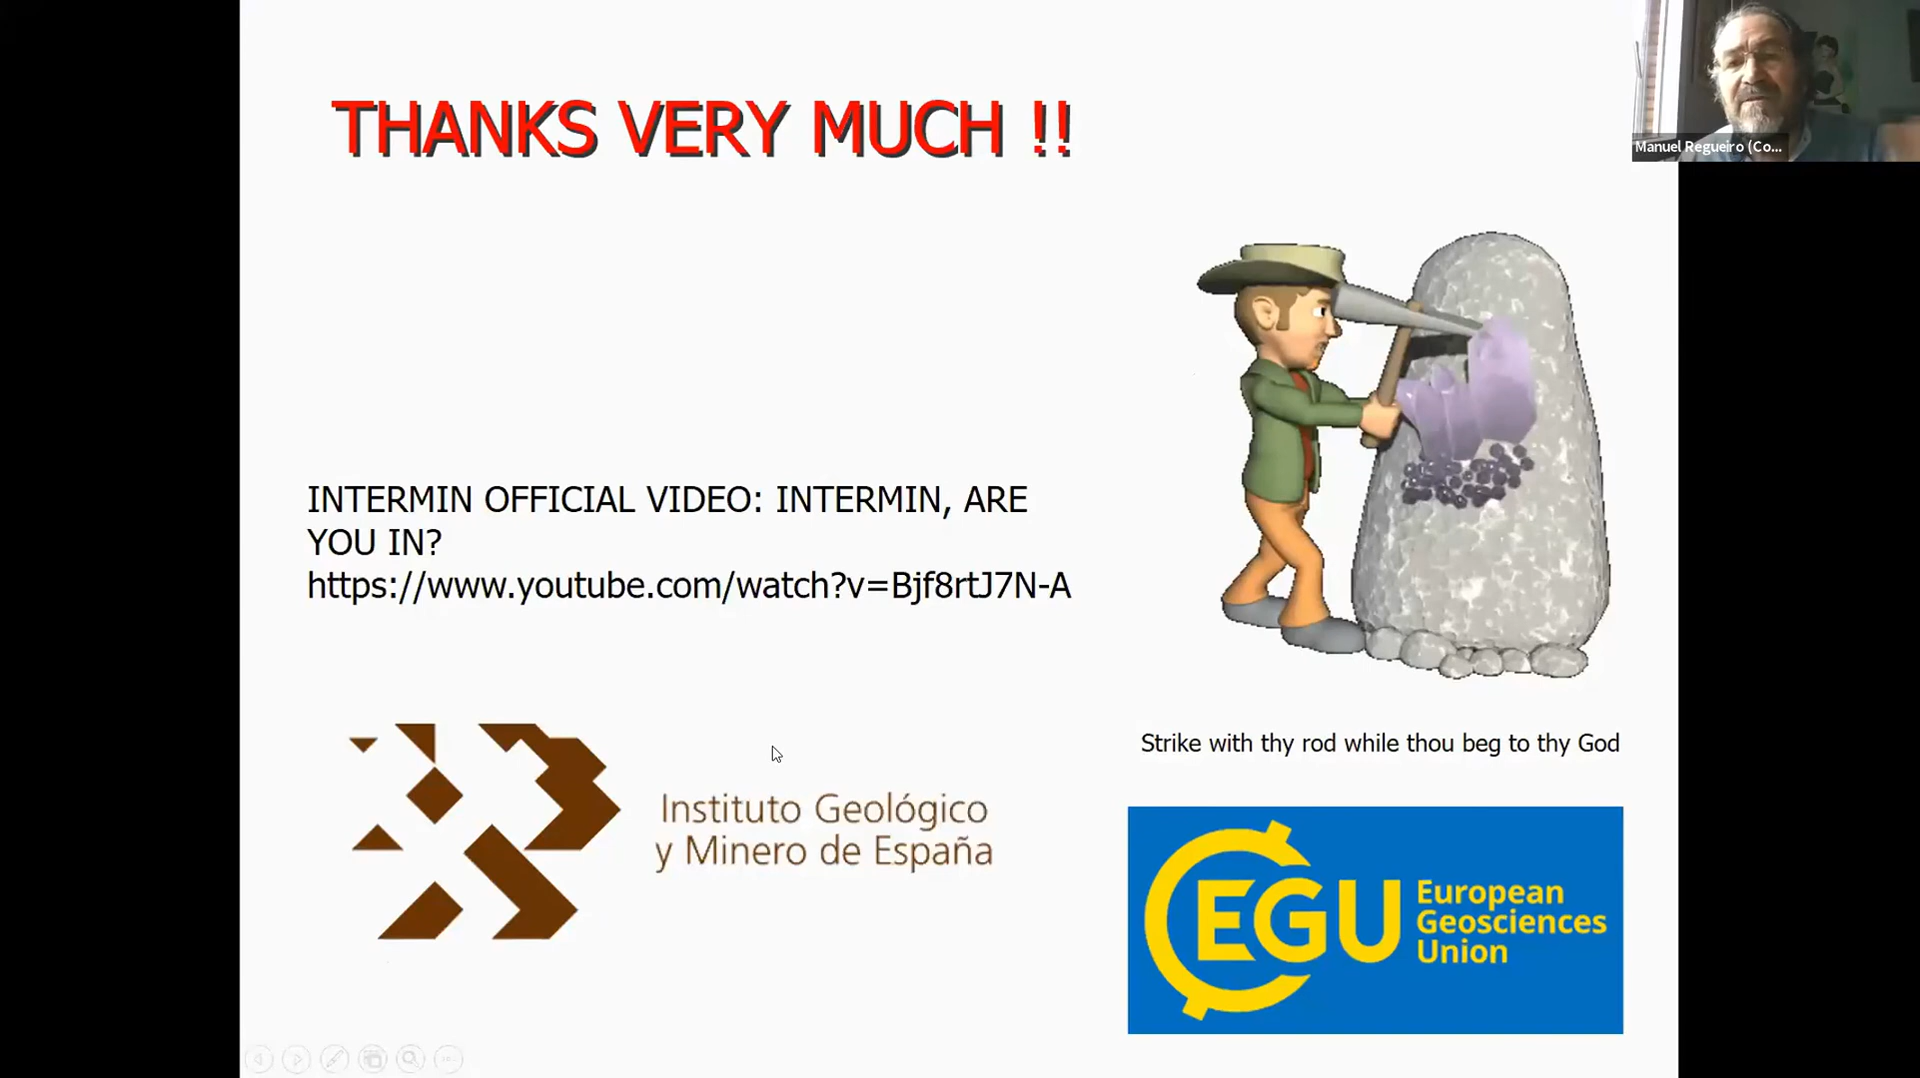 THANKS VERY MUCH !!
Manuel Regueiro (Co...
INTERMIN OFFICIAL VIDEO: INTERMIN, ARE
YOU IN?
https://www.youtube.com/watch?v=Bjf8rtJ7N-A
Strike with thy rod while thou beg to thy God
Instituto Geológico
y Minero de España
EGU
European
Geosciences
Union